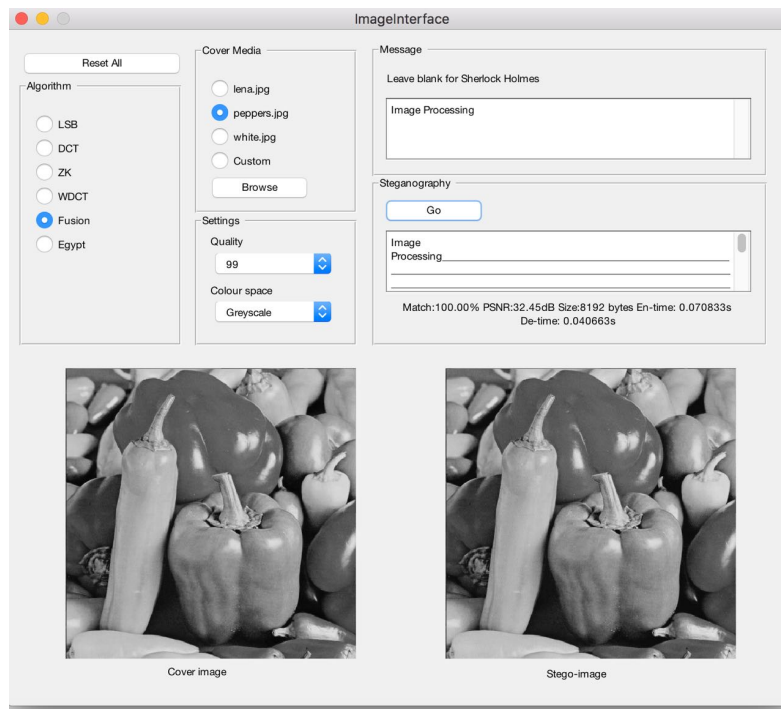 ImageInterface
Reset All
Algorithm
LSB
DCT
ZK
WDCT
Fusion
Egypt
Cover Media
lena.jpg
peppers.jpg
white.jpg
Custom
Browse
Settings
Quality
99
Colour space
Greyscale
Message
Leave blank for Sherlock Holmes
Image Processing
Steganography
Go
Image
Processing________________________________
Match:100.00% PSNR:32.45dB Size:8192 bytes En-time: 0.070833s
De-time: 0.040663s
Cover image
Stego-image